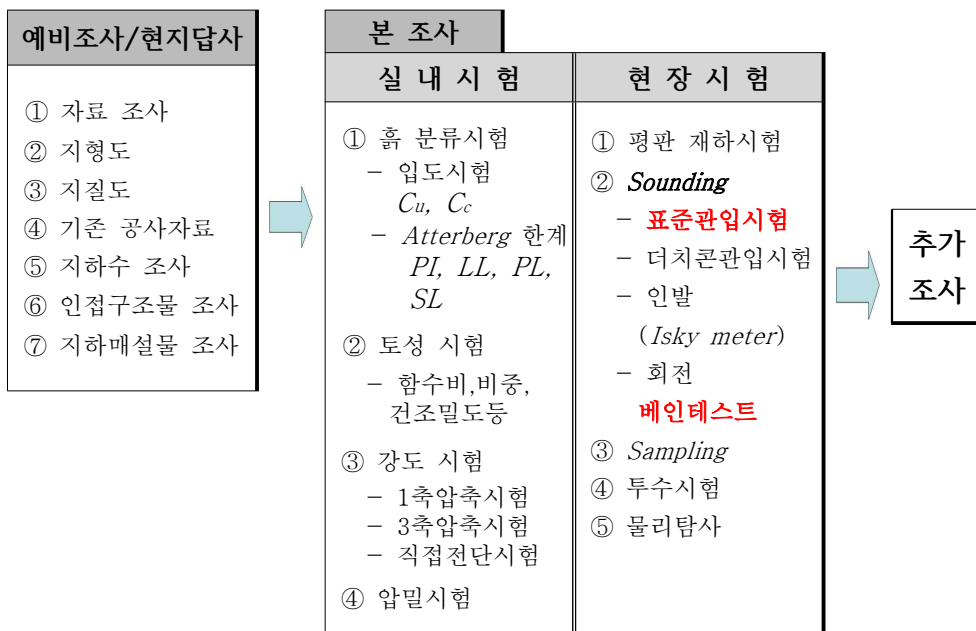 예비조사/현지답사
① 자료 조사
② 지형도
③ 지질도
④ 기존 공사자료
⑤ 지하수 조사
⑥ 인접구조물 조사
⑦ 지하매설물 조사
본 조사
실 내 시 험
① 흙 분류시험
- 입도시험
Cu, Cc
- Atterberg 한계
PI, LL, PL,
SL
② 토성 시험
- 함수비,비중,
건조밀도등
③ 강도 시험
- 1축압축시험
- 3축압축시험
- 직접전단시험
④ 압밀시험
현 장 시 험
① 평판 재하시험
② Sounding
- 표준관입시험
- 더치콘관입시험
- 인발
(Isky meter)
- 회전
베인테스트
③ Sampling
④ 투수시험
⑤ 물리탐사
추가
조사